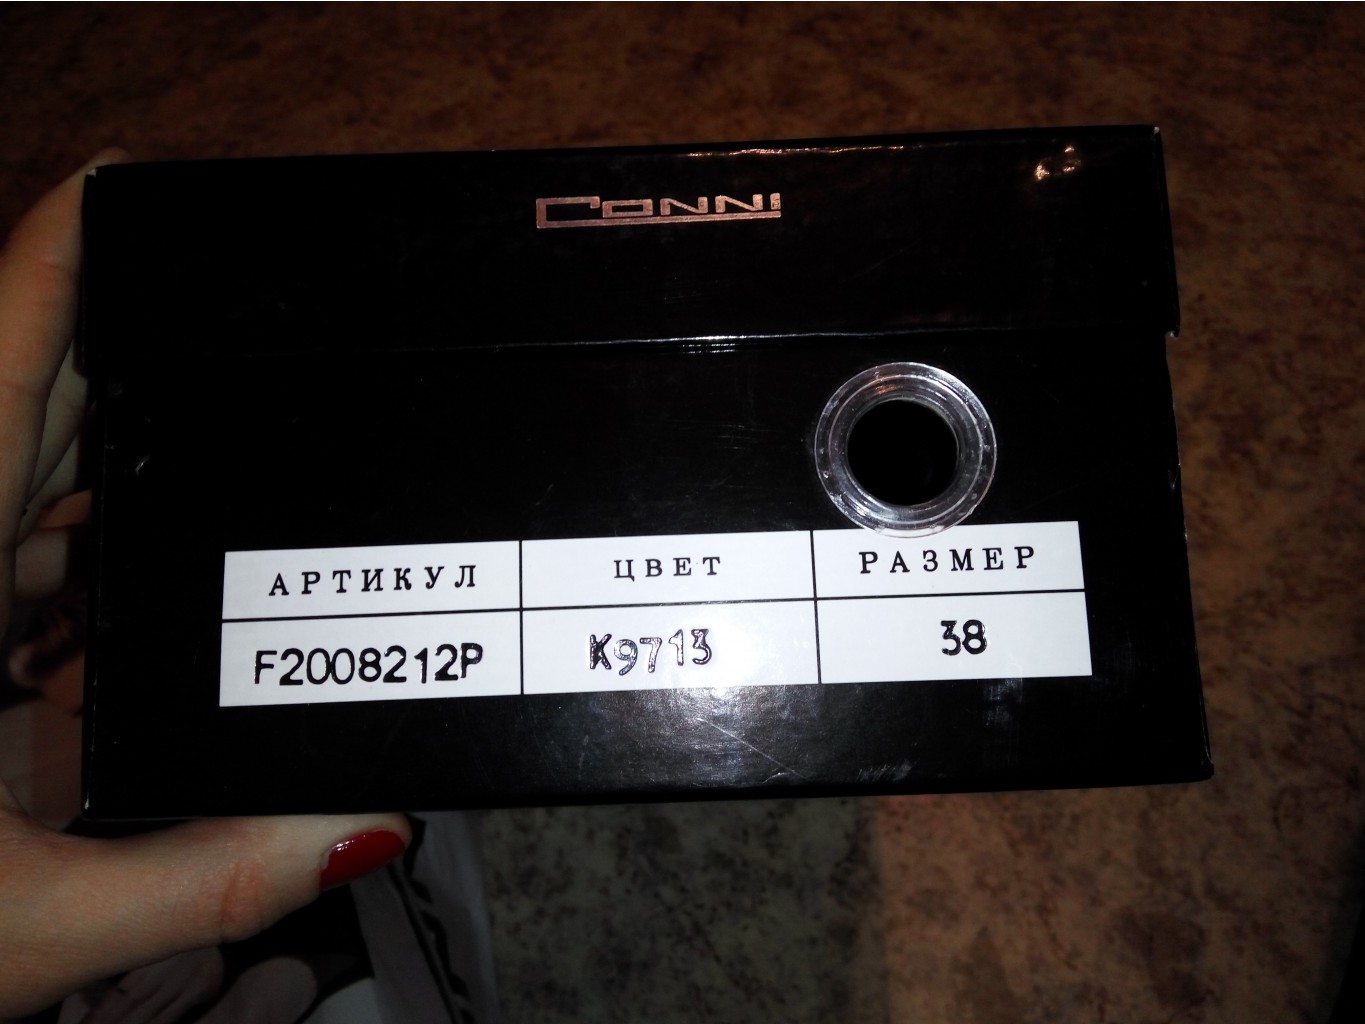 CONNI
АРТИКУЛ ЦВЕТ РАЗМЕР
F2008212P K9713 38